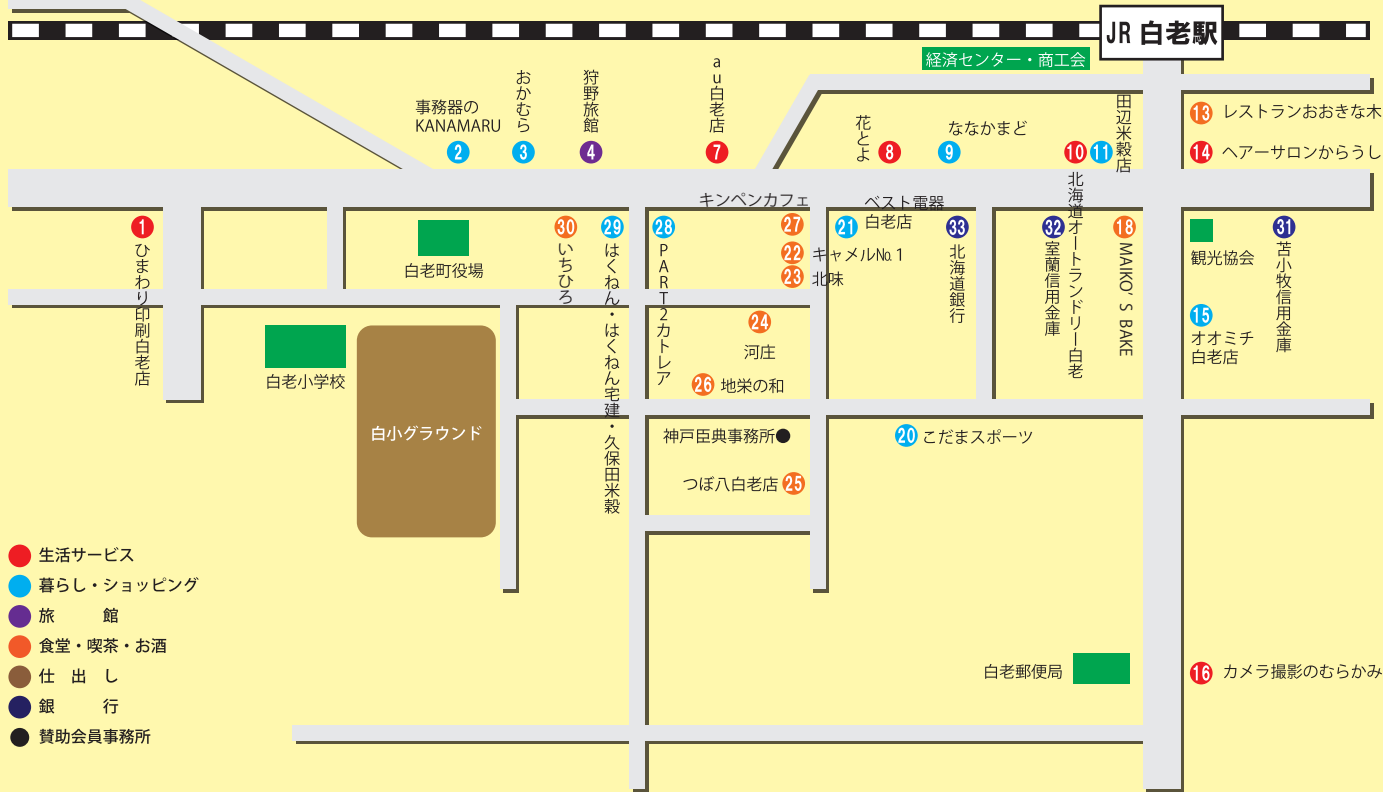 JR 白老駅
経済センター・商工会
事務器の
KANAMARU
2
おかむら
3
狩野旅館
4
au白老店
7
花とよ
8
ななかまど
9
10
北海道オートランドリー白老
11
田辺米穀店
13
レストランおおきな木
14
ヘアーサロンからうし
1
ひまわり印刷白老店
白老町役場
30
いちひろ
29
はくねん・はくねん宅建・久保田米穀
28
PART2カトレア
キンペンカフェ
27
22
キャメル№1
23
北味
21
ベスト電器
白老店
33
北海道銀行
32
室蘭信用金庫
18
MAIKO'S BAKE
観光協会
31
苫小牧信用金庫
15
オオミチ
白老店
24
河庄
26
地栄の和
白老小学校
白小グラウンド
神戸臣典事務所
つぼ八白老店
25
20
こだまスポーツ
白老郵便局
16
カメラ撮影のむらかみ
生活サービス
暮らし・ショッピング
旅 館
食堂・喫茶・お酒
仕 出 し
銀 行
賛助会員事務所